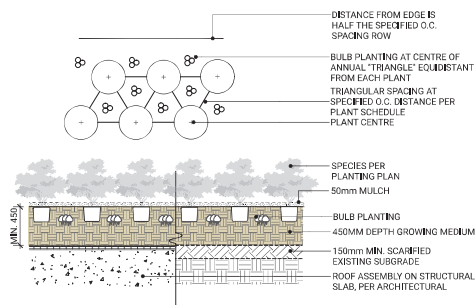 DISTANCE FROM EDGE IS
HALF THE SPECIFIED O.C.
SPACING ROW
BULB PLANTING AT CENTRE OF
ANNUAL "TRIANGLE" EQUIDISTANT
FROM EACH PLANT
TRIANGULAR SPACING AT
SPECIFIED O.C. DISTANCE PER
PLANT SCHEDULE
PLANT CENTRE
SPECIES PER
PLANTING PLAN
50mm MULCH
MIN. 450
BULB PLANTING
450MM DEPTH GROWING MEDIUM
150mm MIN. SCARIFIED
EXISTING SUBGRADE
ROOF ASSEMBLY ON STRUCTURAL
SLAB, PER ARCHITECTURAL